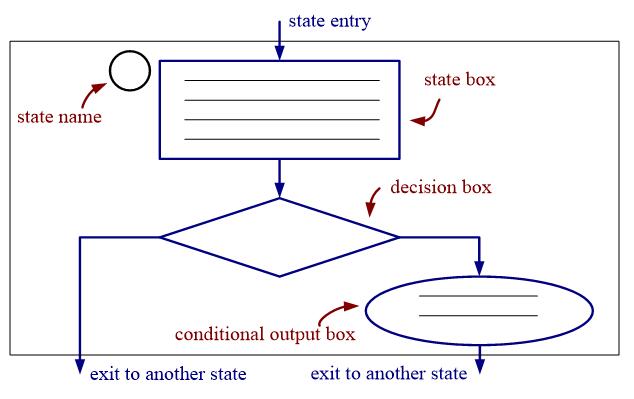 state entry
state box
state name
decision box
conditional output box
exit to another state
exit to another state